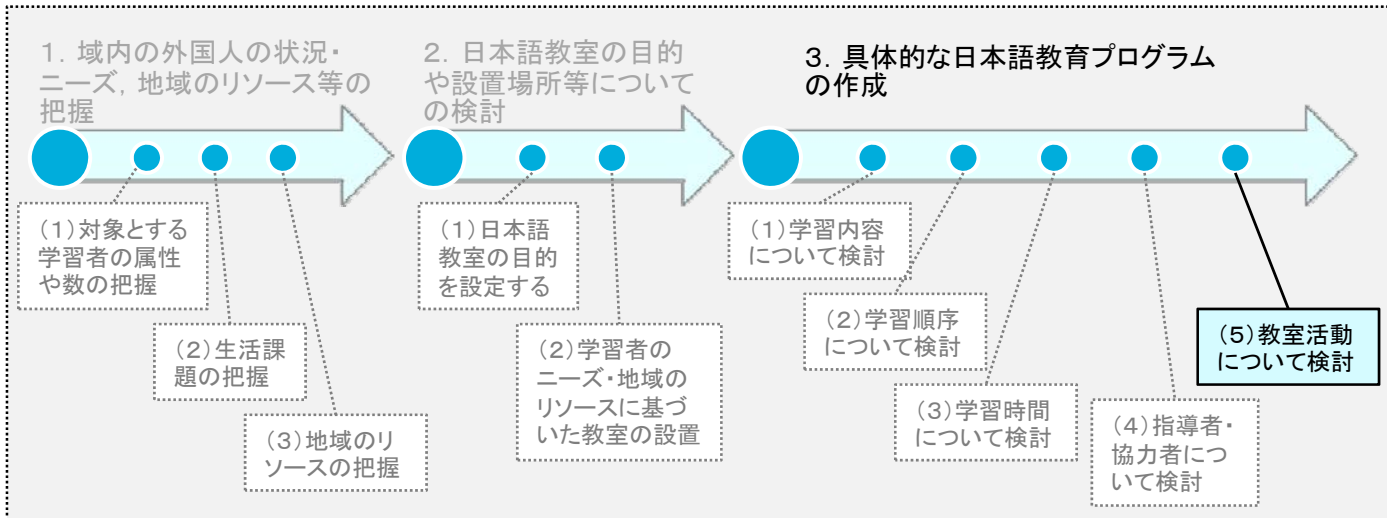 1．域内の外国人の状況・
ニーズ，地域のリソース等の
把握
2．日本語教室の目的
や設置場所等について
の検討
3．具体的な日本語教育プログラム
の作成
（1）対象とする
学習者の属性
や数の把握
（2）生活課
題の把握
（3）地域のリ
ソースの把握
（1）日本語
教室の目的
を設定する
（2）学習者の
ニーズ・地域の
リソースに基づ
いた教室の設置
（1）学習内容
について検討
（2）学習順序
について検討
（3）学習時間
について検討
（4）指導者・
協力者につ
いて検討
（5）教室活動
について検討